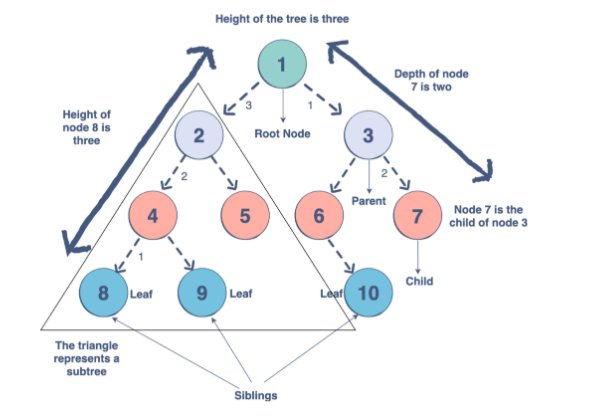 Height of the tree is three
1
Depth of node
7 is two
3
1
Height of
node 8 is
three
2
Root Node
3
2
2
Parent
4
5
6
7
Node 7 is the
child of node 3
1
Child
8
Leaf
9
Leaf
Leaf
10
The triangle
represents a
subtree
Siblings